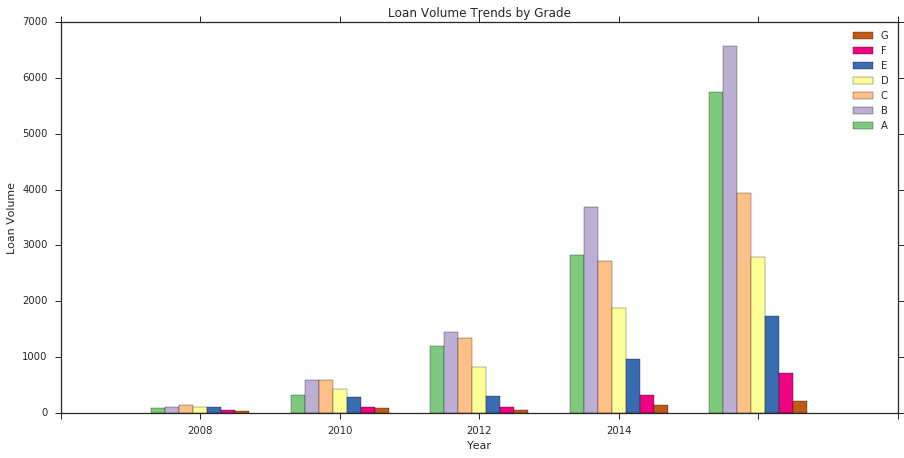 Loan Volume Trends by Grade
7000
6000
5000
4000
3000
2000
1000
0
Loan Volume
2008
2010
2012
2014
Year
G
F
E
D
C
B
A